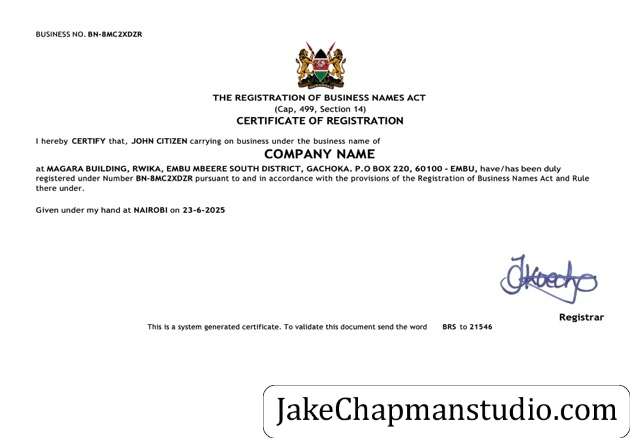 BUSINESS NO. BN-8MC2XDZR
THE REGISTRATION OF BUSINESS NAMES ACT
(Cap, 499, Section 14)
CERTIFICATE OF REGISTRATION
I hereby CERTIFY that, JOHN CITIZEN carrying on business under the business name of
COMPANY NAME
at MAGARA BUILDING, RWIKA, EMBU MBEERE SOUTH DISTRICT, GACHOKA. P.O BOX 220, 60100 - EMBU, have/has been duly
registered under Number BN-8MC2XDZR pursuant to and in accordance with the provisions of the Registration of Business Names Act and Rule
there under.
Given under my hand at NAIROBI on 23-6-2025
Registrar
This is a system generated certificate. To validate this document send the word BRS to 21546
JakeChapmanstudio.com